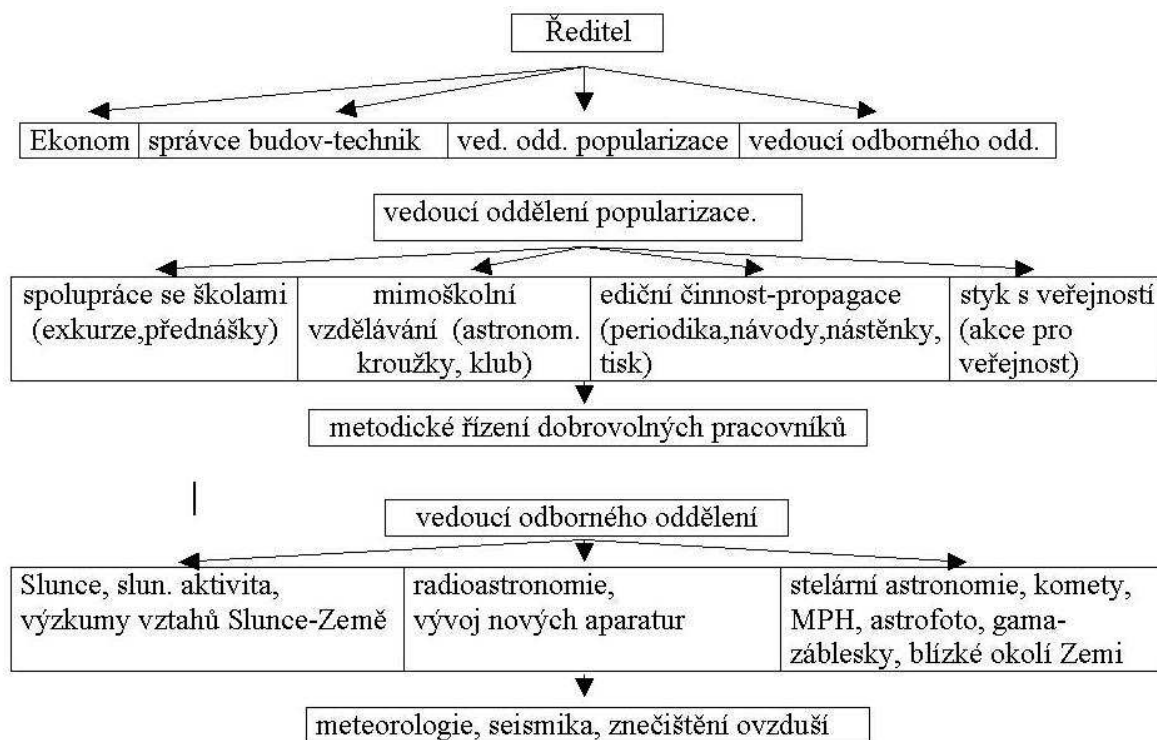 Ředitel
Ekonom správce budov-technik ved. odd. popularizace vedoucí odborného odd.
vedoucí oddělení popularizace.
spolupráce se školami
(exkurze,přednášky)
mimoškolní
vzdělávání (astronom.
kroužky, klub)
ediční činnost-propagace
(periodika,návody,nástěnky,
tisk)
styk s veřejností
(akce pro
veřejnost)
metodické řízení dobrovolných pracovníků
vedoucí odborného oddělení
Slunce, slun. aktivita,
výzkumy vztahů Slunce-Země
radioastronomie,
vývoj nových aparatur
stelární astronomie, komety,
MPH, astrofoto, gama-
záblesky, blízké okolí Zemi
meteorologie, seismika, znečištění ovzduší